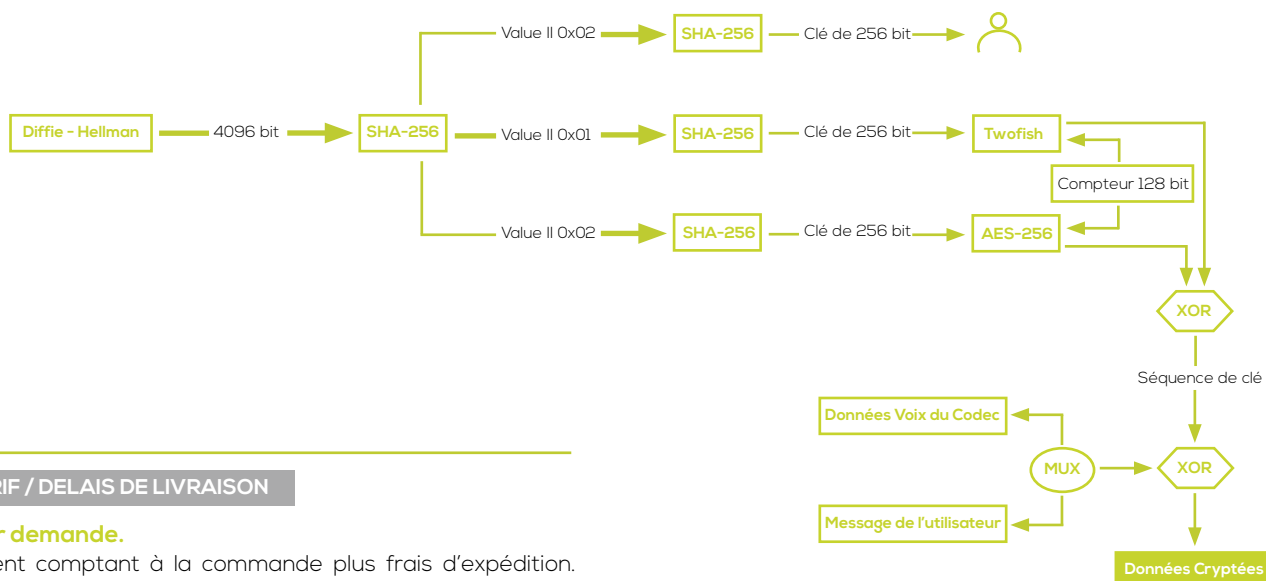 Value II 0x02
SHA-256
Clé de 256 bit
Diffie - Hellman
4096 bit
SHA-256
Value II 0x01
SHA-256
Clé de 256 bit
Twofish
Compteur 128 bit
Value II 0x02
SHA-256
Clé de 256 bit
AES-256
XOR
Séquence de clé
Données Voix du Codec
MUX
XOR
Message de l'utilisateur
Données Cryptées
/ DELAIS DE LIVRAISON
demande.
comptant à la commande plus frais d'expédition.